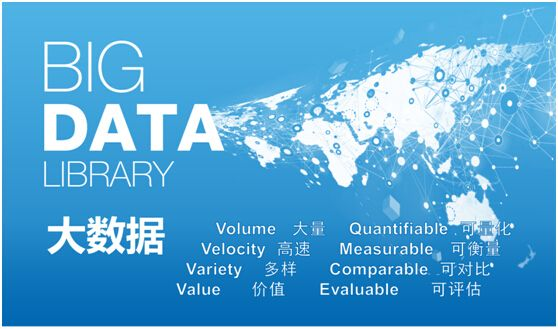 BIG
DATA
LIBRARY
大数据
Volume 大量 Quantifiable 可量化
Velocity 高速 Measurable 可衡量
Variety 多样 Comparable 可对比
Value 价值 Evaluable 可评估